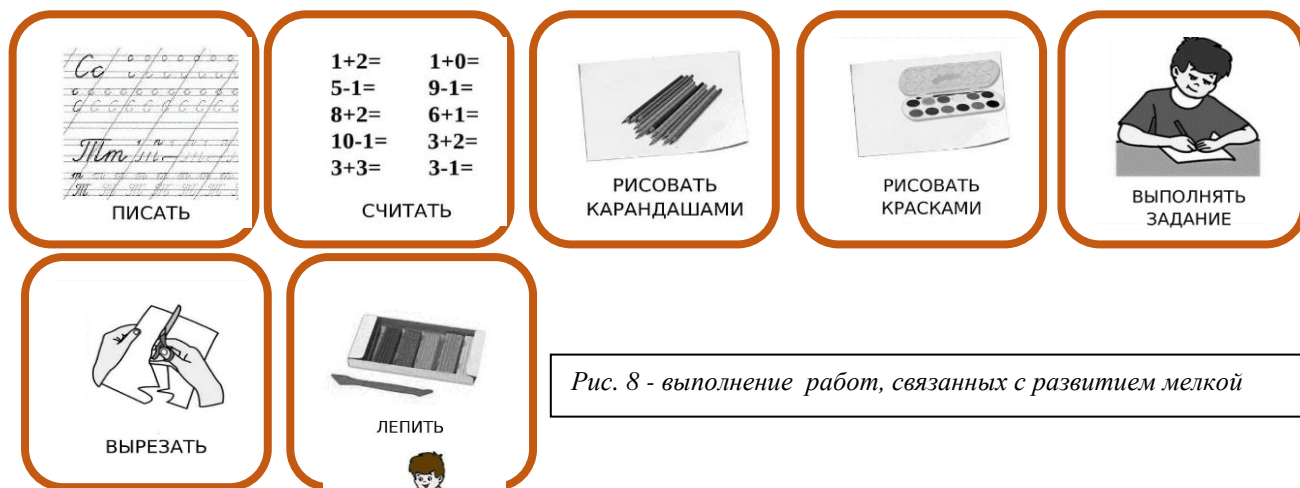 Сс
Тт
ПИСАТЬ
1+2= 1+0=
5-1= 9-1=
8+2= 6+1=
10-1= 3+2=
3+3= 3-1=
СЧИТАТЬ
РИСОВАТЬ
КАРАНДАШАМИ
РИСОВАТЬ
КРАСКАМИ
ВЫПОЛНЯТЬ
ЗАДАНИЕ
ВЫРЕЗАТЬ
ЛЕПИТЬ
Рис. 8 - выполнение работ, связанных с развитием мелкой